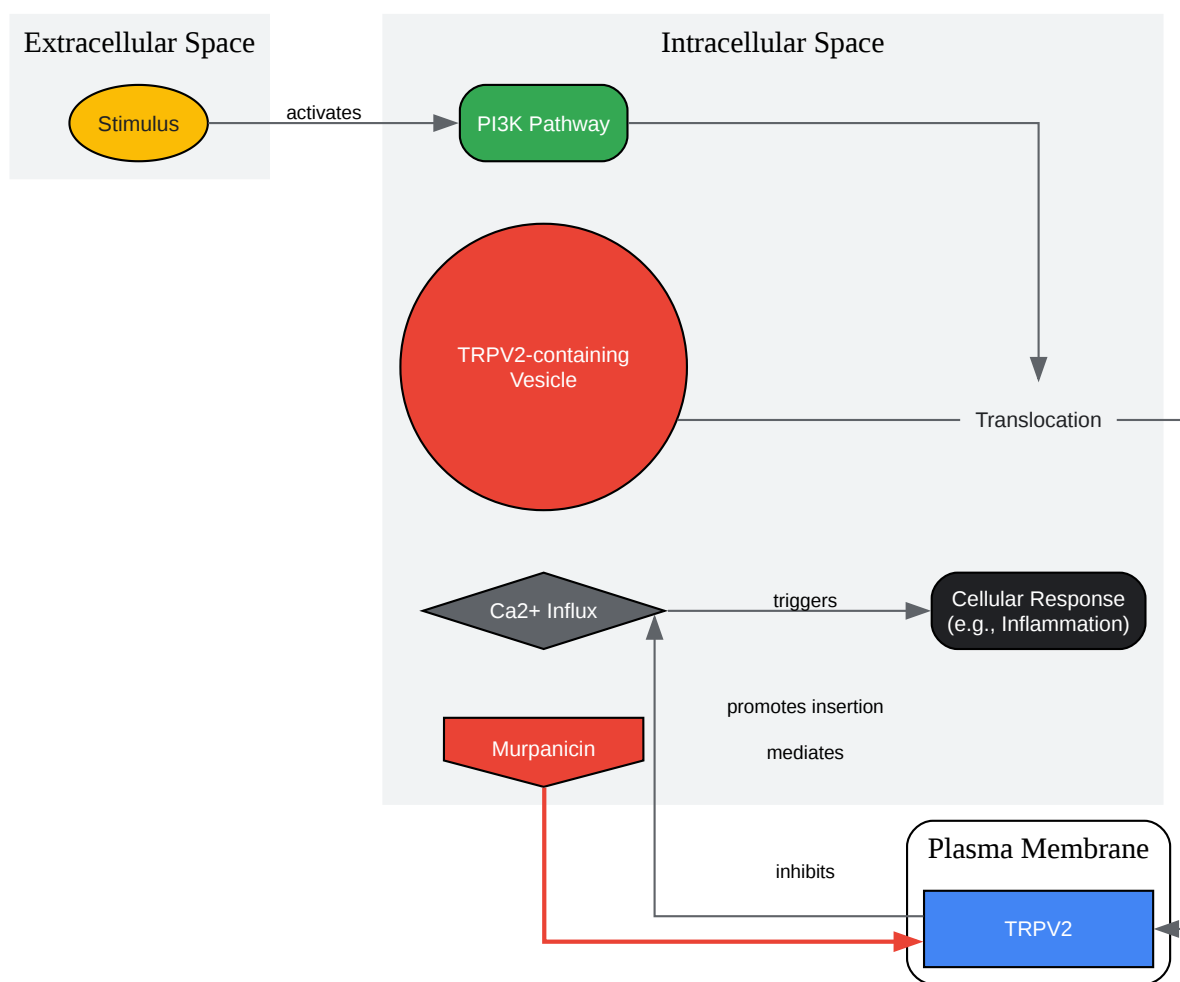 Extracellular Space
Intracellular Space
Stimulus
activates
PI3K Pathway
TRPV2-containing
Vesicle
Translocation
Ca2+ Influx
triggers
Cellular Response
(e.g., Inflammation)
promotes insertion
Murpanicin
mediates
Plasma Membrane
inhibits
TRPV2